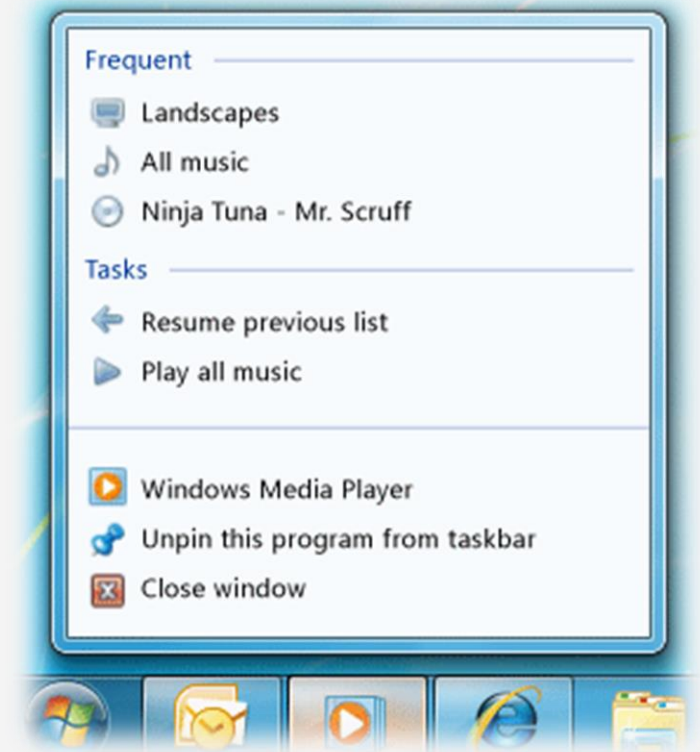 Frequent
Landscapes
All music
Ninja Tuna - Mr. Scruff
Tasks
Resume previous list
Play all music
Windows Media Player
Unpin this program from taskbar
Close window